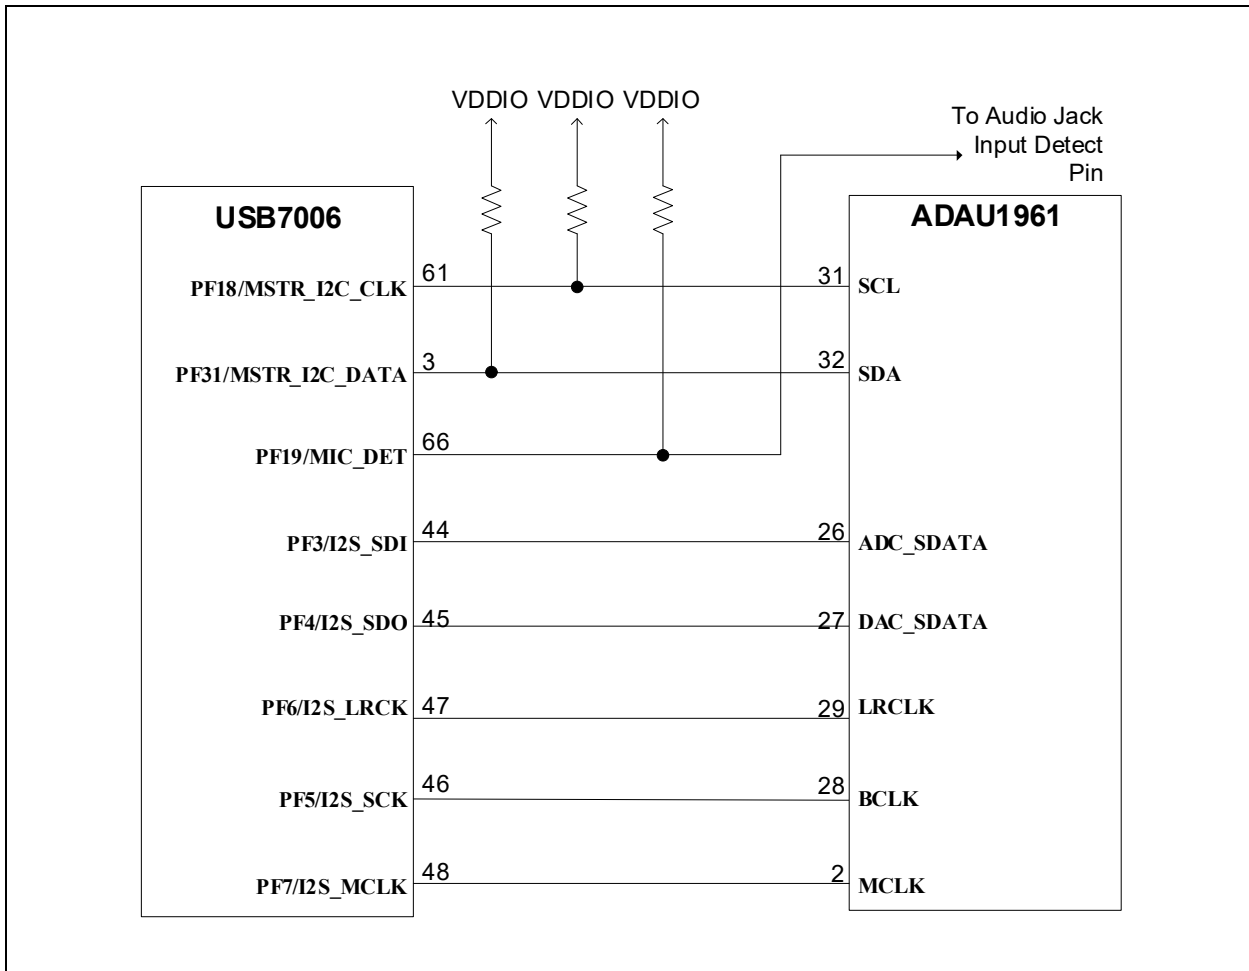 VDDIO VDDIO VDDIO
To Audio Jack
Input Detect
Pin
USB7006
ADAU1961
PF18/MSTR_I2C_CLK 61 31 SCL
PF31/MSTR_I2C_DATA 3 32 SDA
PF19/MIC_DET 66
PF3/I2S_SDI 44 26 ADC_SDATA
PF4/I2S_SDO 45 27 DAC_SDATA
PF6/I2S_LRCK 47 29 LRCLK
PF5/I2S_SCK 46 28 BCLK
PF7/I2S_MCLK 48 2 MCLK